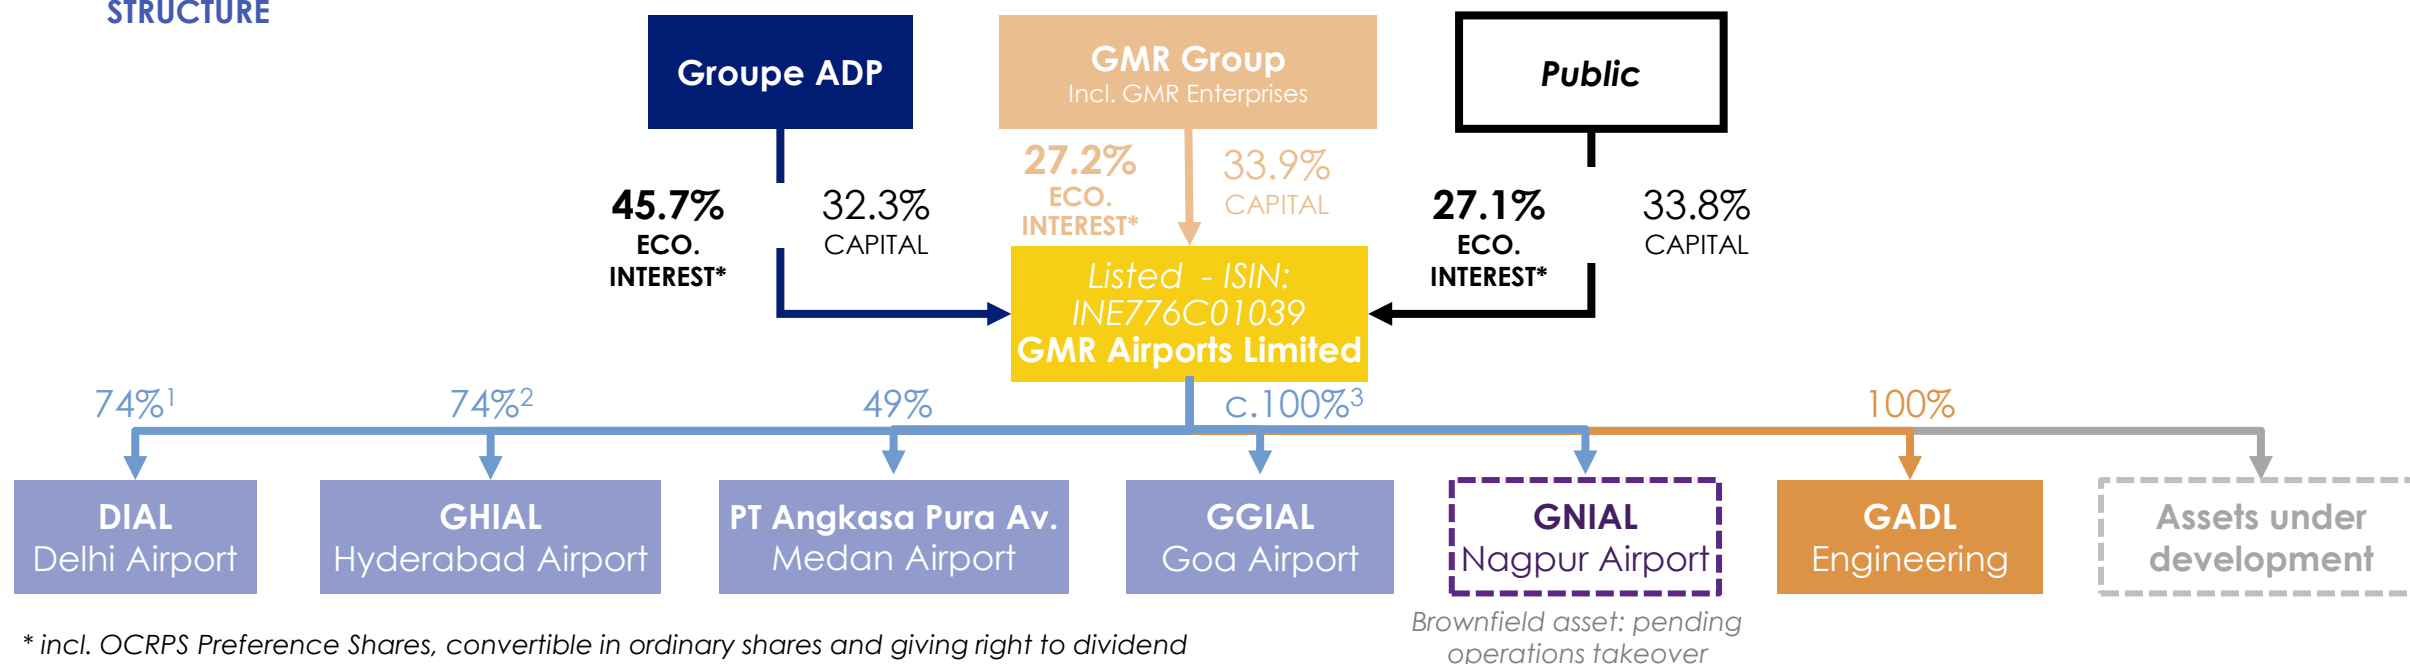 STRUCTURE
Groupe ADP
GMR Group
Incl. GMR Enterprises
Public
45.7%
ECO.
INTEREST*
32.3%
CAPITAL
27.2%
ECO.
INTEREST*
33.9%
CAPITAL
27.1%
ECO.
INTEREST*
33.8%
CAPITAL
Listed - ISIN:
INE776C01039
GMR Airports Limited
74%¹
74%²
49%
c.100%³
100%
DIAL
Delhi Airport
GHIAL
Hyderabad Airport
PT Angkasa Pura Av.
Medan Airport
GGIAL
Goa Airport
GNIAL
Nagpur Airport
GADL
Engineering
Assets under
development
Brownfield asset: pending
operations takeover
* incl. OCRPS Preference Shares, convertible in ordinary shares and giving right to dividend